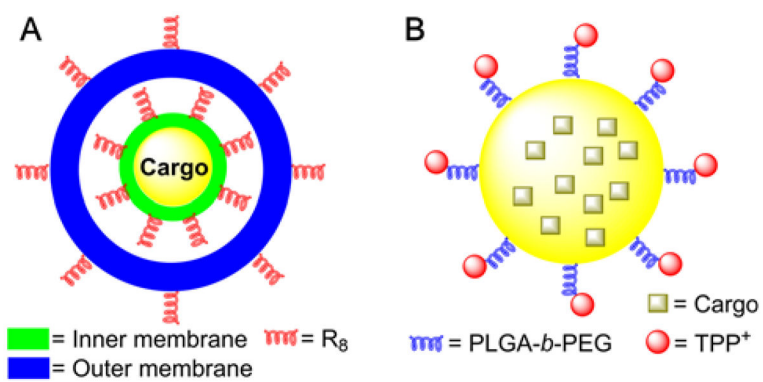 A
B
Cargo
= Inner membrane
= R8
= Outer membrane
= PLGA-b-PEG
= Cargo
= TPP+